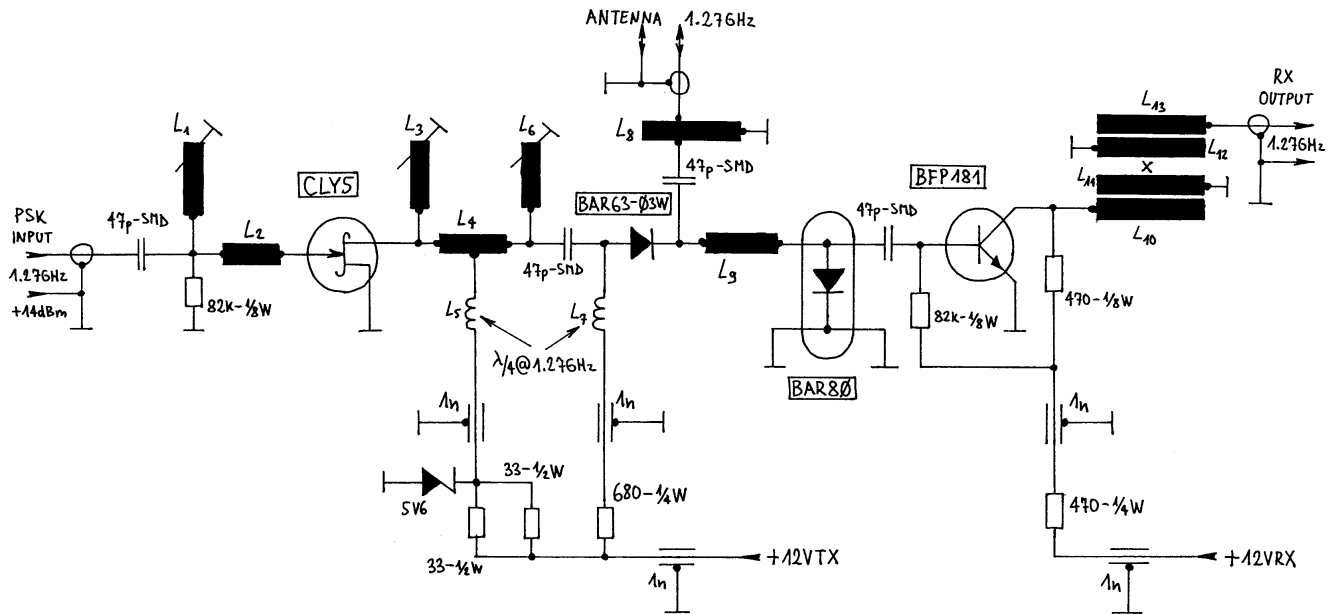 ANTENNA 1.27GHz
RX
OUTPUT
1.27GHz
L13
L12
X
L11
L10
L1
L3
L6
L8
47p-SMD
CLY5
BAR63-Ø3W
BFP181
PSK
INPUT
1.27GHz
+14dBm
47p-SMD
L2
L4
47p-SMD
L9
47p-SMD
82k-1/8W
L5
L7
λ/4@1.27GHz
82k-1/8W
470-1/8W
BAR8Ø
1n
1n
1n
5V6
33-1/2W
680-1/4W
470-1/4W
33-1/2W
1n
+12VTX
1n
+12VRX